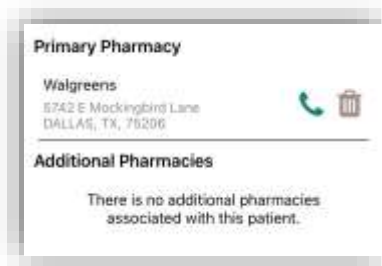 Primary Pharmacy
Walgreens
5742 E Mockingbird Lane
DALLAS, TX, 75206
Additional Pharmacies
There is no additional pharmacies
associated with this patient.